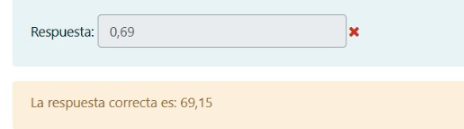 Respuesta: 0,69
La respuesta correcta es: 69,15